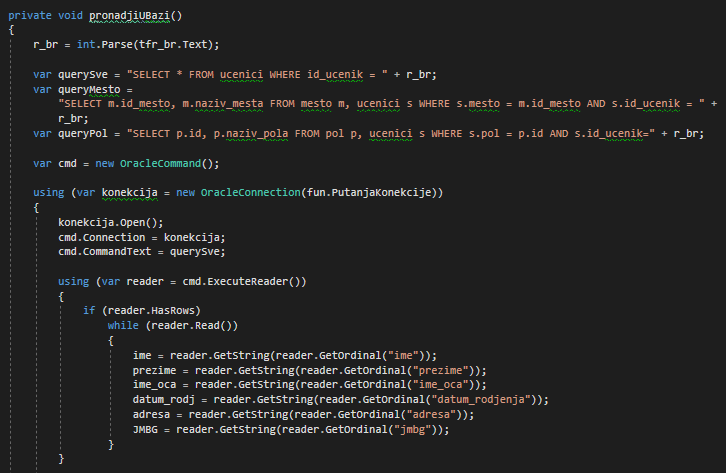 private void pronadjiUBazi()
{
r_br = int.Parse(tfr_br.Text);
var querySve = "SELECT * FROM ucenici WHERE id_ucenik = " + r_br;
var queryMesto =
"SELECT m.id_mesto, m.naziv_mesta FROM mesto m, ucenici s WHERE s.mesto = m.id_mesto AND s.id_ucenik = " +
r_br;
var queryPol = "SELECT p.id, p.naziv_pola FROM pol p, ucenici s WHERE s.pol = p.id AND s.id_ucenik=" + r_br;
var cmd = new OracleCommand();
using (var konekcija = new OracleConnection(fun.PutanjaKonekcije))
{
konekcija.Open();
cmd.Connection = konekcija;
cmd.CommandText = querySve;
using (var reader = cmd.ExecuteReader())
{
if (reader.HasRows)
while (reader.Read())
{
ime = reader.GetString(reader.GetOrdinal("ime"));
prezime = reader.GetString(reader.GetOrdinal("prezime"));
ime_oca = reader.GetString(reader.GetOrdinal("ime_oca"));
datum_rodj = reader.GetString(reader.GetOrdinal("datum_rodjenja"));
adresa = reader.GetString(reader.GetOrdinal("adresa"));
JMBG = reader.GetString(reader.GetOrdinal("jmbg"));
}
}